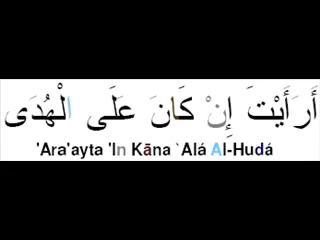 أَرَأَيْتَ إِنْ كَانَ عَلَى الْهُدَى
'Ara'ayta 'In Kāna `Alá Al-Hudá